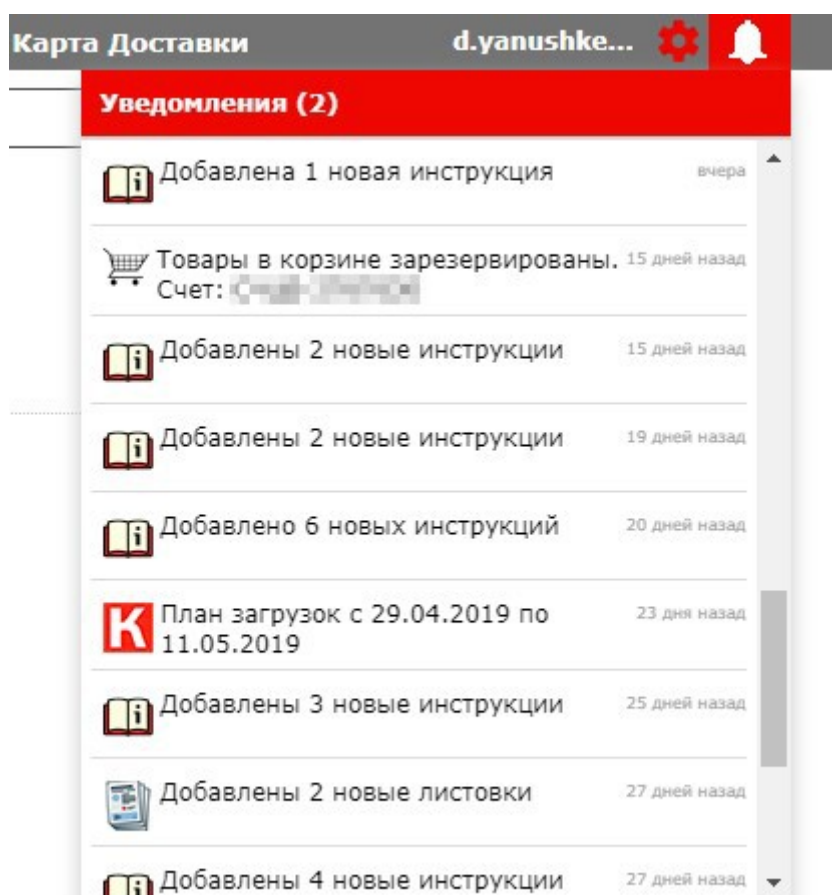 Карта Доставки d.yanushke...
Уведомления (2)
Добавлена 1 новая инструкция вчера
Товары в корзине зарезервированы. 15 дней назад
Счет:
Добавлены 2 новые инструкции 15 дней назад
Добавлены 2 новые инструкции 19 дней назад
Добавлено 6 новых инструкций 20 дней назад
План загрузок с 29.04.2019 по 23 дня назад
11.05.2019
Добавлены 3 новые инструкции 25 дней назад
Добавлены 2 новые листовки 27 дней назад
Добавлены 4 новые инструкции 27 дней назад